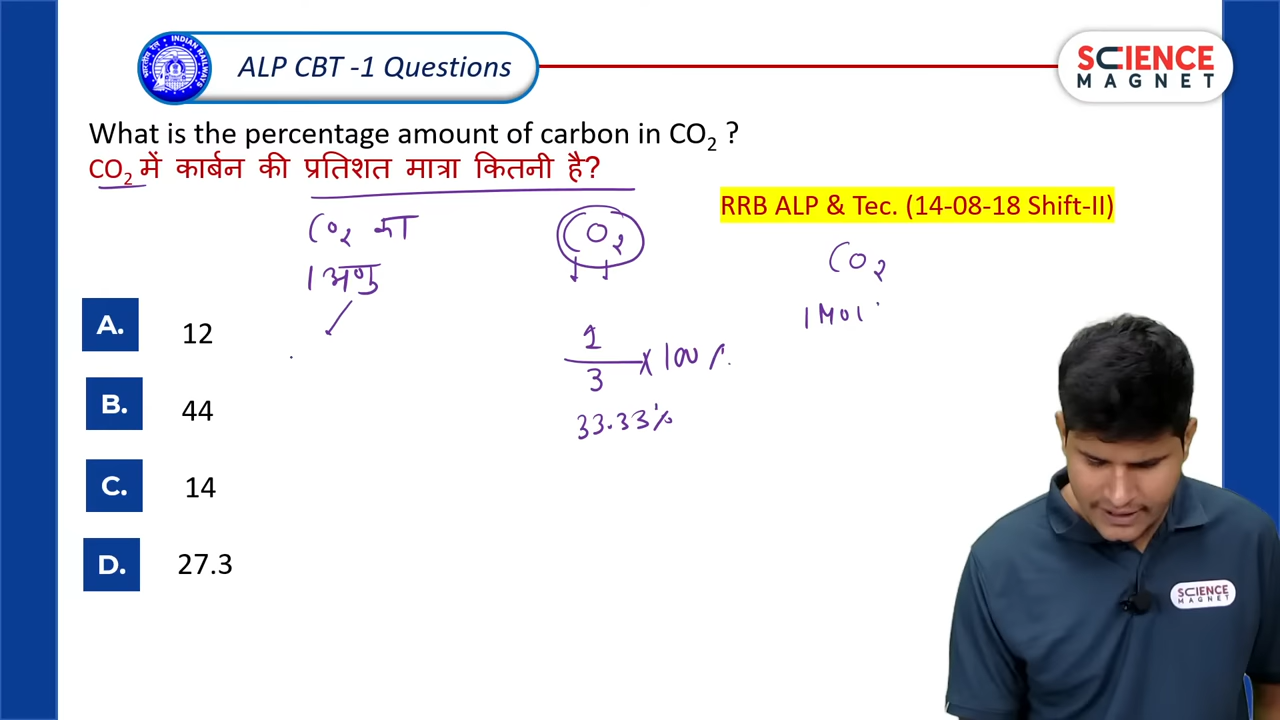 ALP CBT -1 Questions
SCIENCE
MAGNET
What is the percentage amount of carbon in CO₂ ?
CO₂ में कार्बन की प्रतिशत मात्रा कितनी है?
RRB ALP & Tec. (14-08-18 Shift-II)
CO₂ का
1 अणु
CO₂
CO₂
1 Mol
A. 12
1
3 × 100 %
33.33%
B. 44
C. 14
D. 27.3
SCIENCE
MAGNET